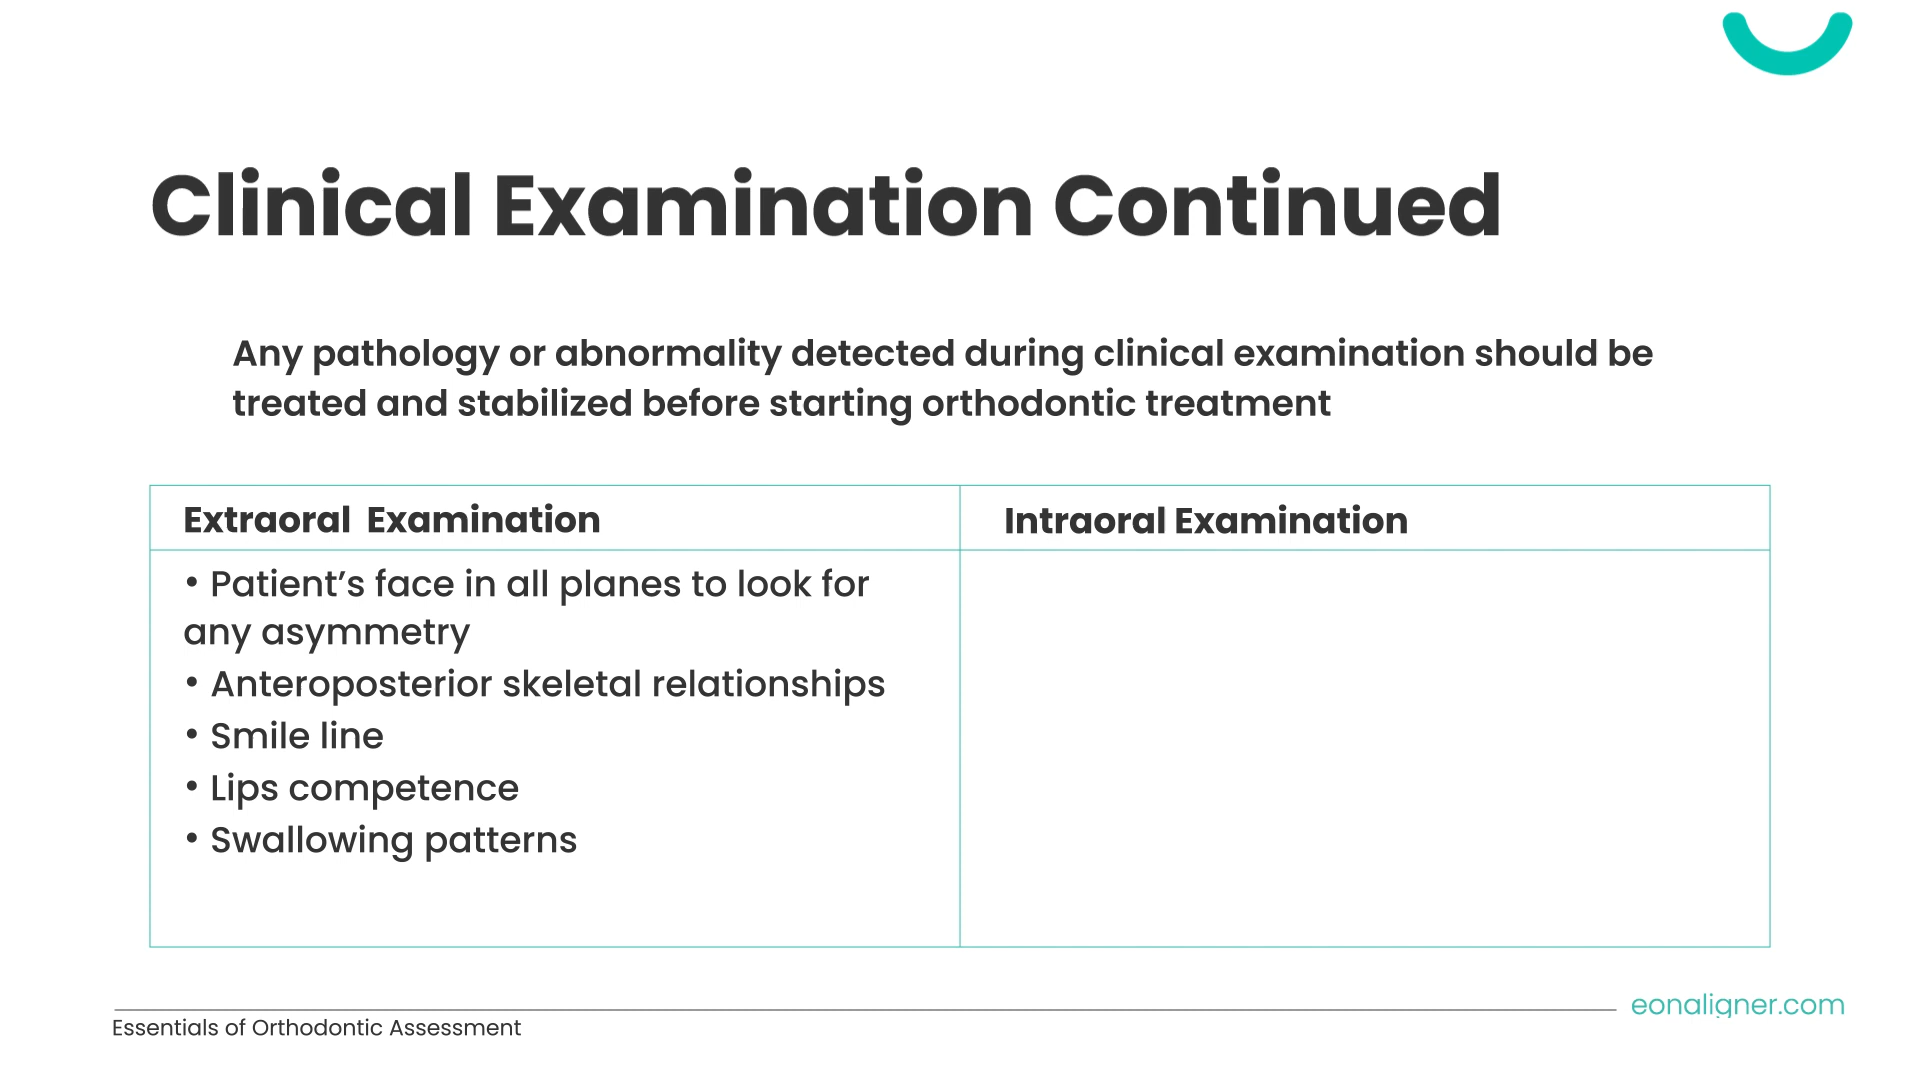 Clinical Examination Continued
Any pathology or abnormality detected during clinical examination should be
treated and stabilized before starting orthodontic treatment
Extraoral  Examination
Intraoral Examination
• Patient’s face in all planes to look for
any asymmetry
• Anteroposterior skeletal relationships
• Smile line
• Lips competence
• Swallowing patterns
eonaligner.com
Essentials of Orthodontic Assessment